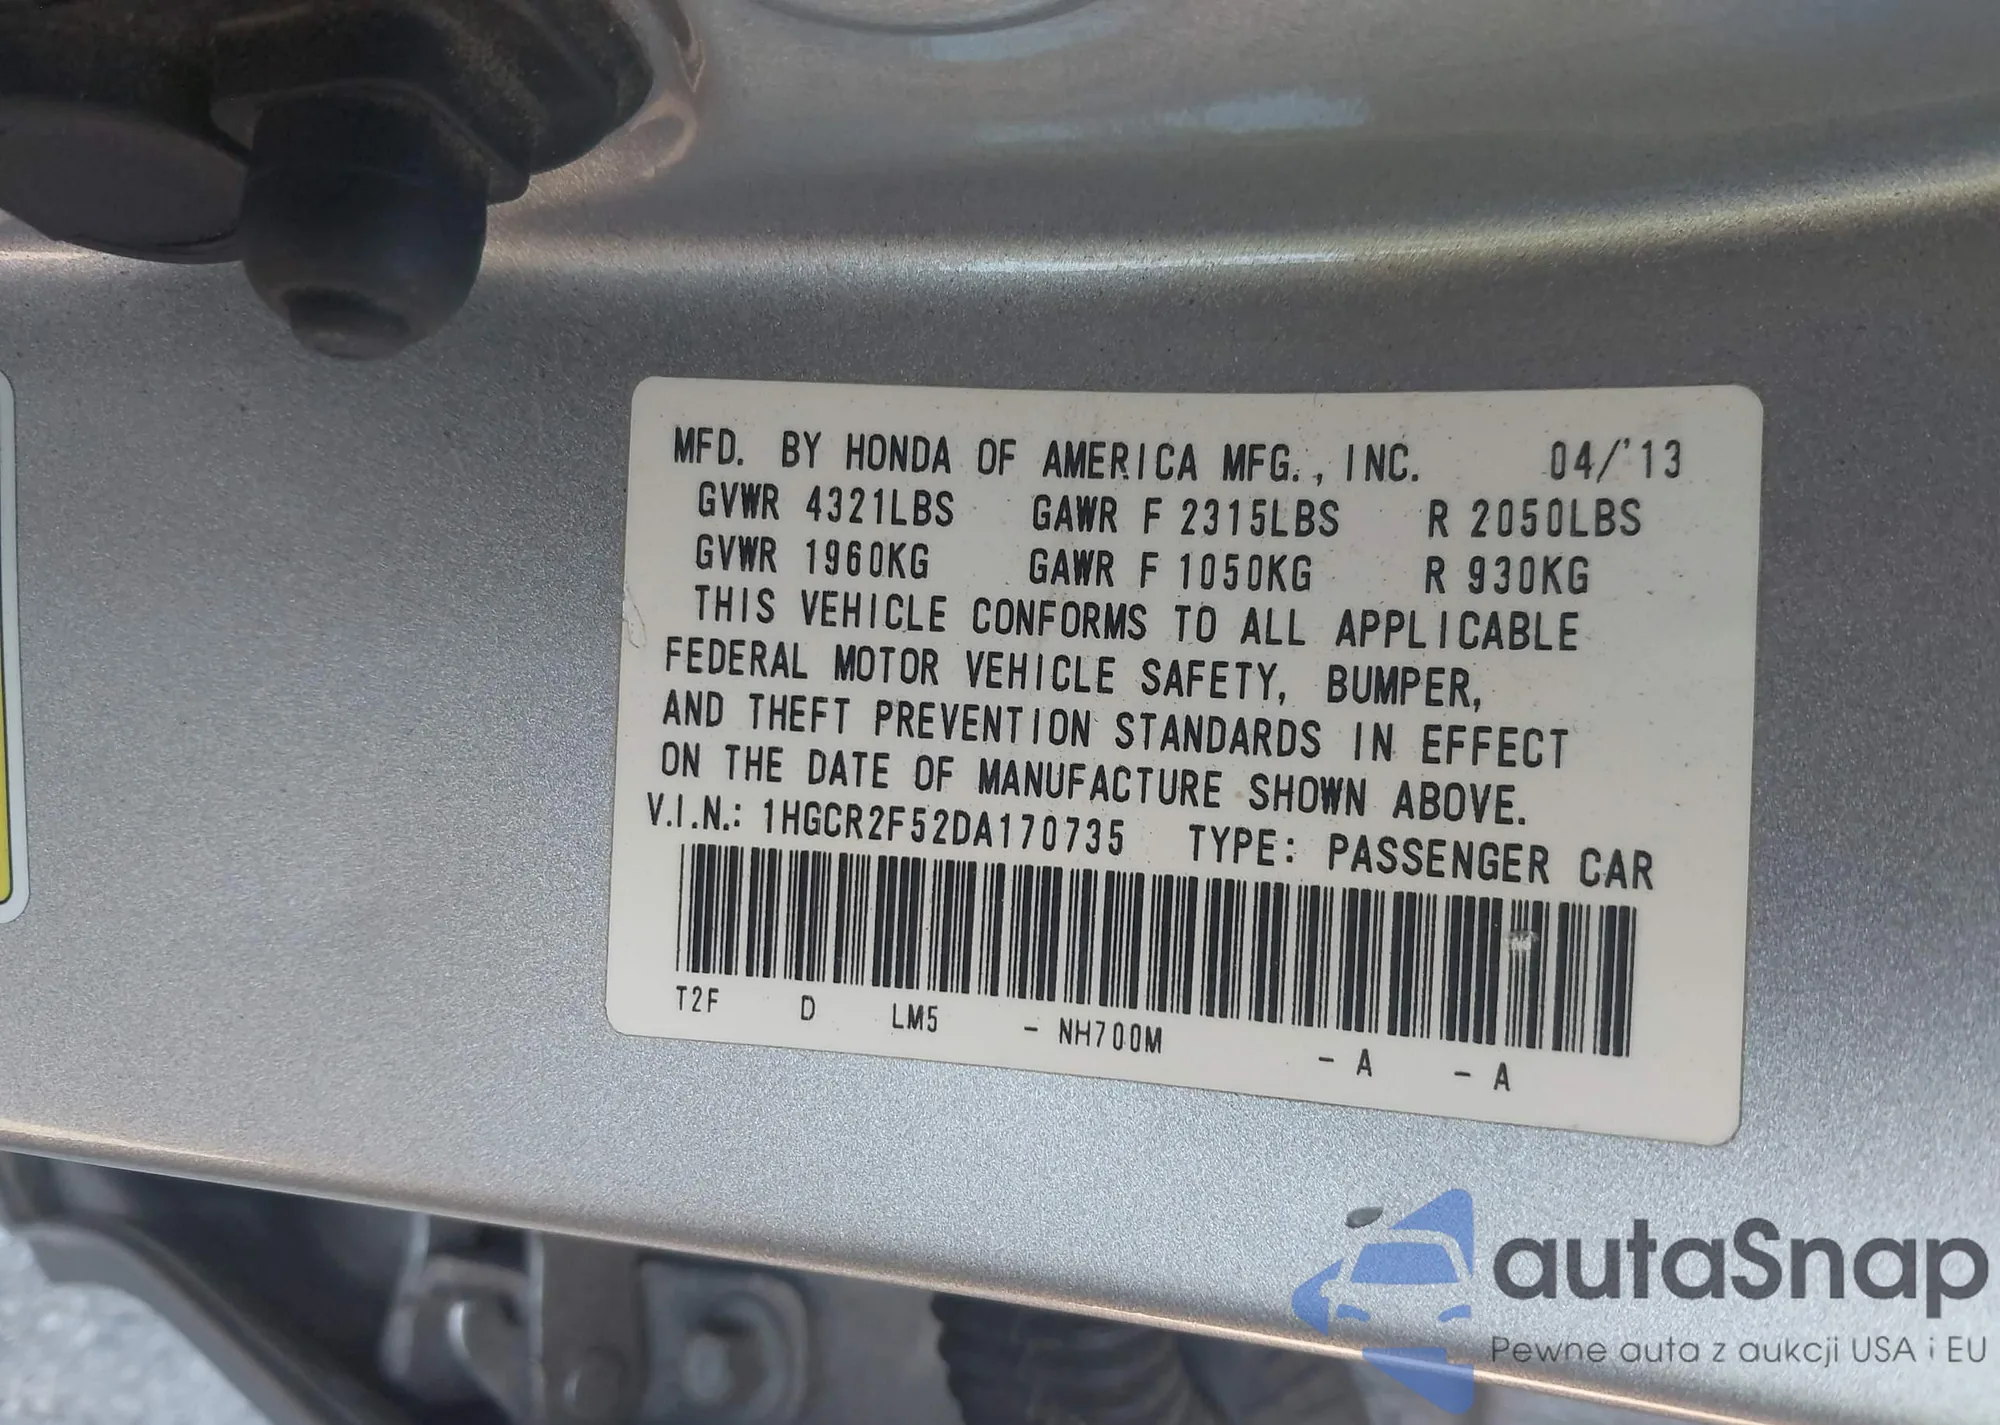 MFD. BY HONDA OF AMERICA MFG., INC. 04/'13
GVWR 4321LBS GAWR F 2315LBS R 2050LBS
GVWR 1960KG GAWR F 1050KG R 930KG
THIS VEHICLE CONFORMS TO ALL APPLICABLE
FEDERAL MOTOR VEHICLE SAFETY, BUMPER,
AND THEFT PREVENTION STANDARDS IN EFFECT
ON THE DATE OF MANUFACTURE SHOWN ABOVE.
V.I.N.: 1HGCR2F52DA170735 TYPE: PASSENGER CAR
T2F D LM5 - NH700M - A - A
autaSnap
Pewne auta z aukcji USA i EU